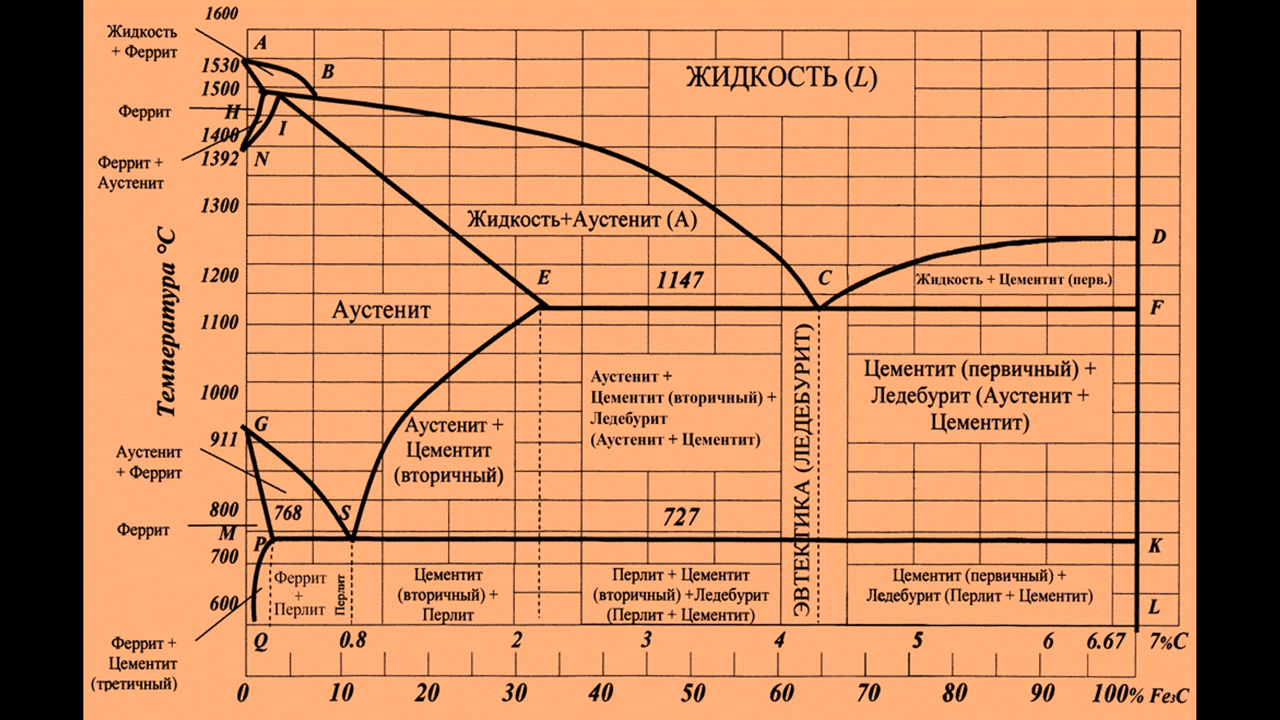 1600
Жидкость
+ Феррит
A
1530
B
ЖИДКОСТЬ (L)
1500
Феррит
H
I
1400
1392
N
Феррит +
Аустенит
1300
Жидкость+Аустенит (А)
Температура °C
D
1200
E
1147
C
Жидкость + Цементит (перв.)
Аустенит
F
1100
ЭВТЕКТИКА (ЛЕДЕБУРИТ)
Аустенит +
Цементит (вторичный) +
Ледебурит
(Аустенит + Цементит)
Цементит (первичный) +
Ледебурит (Аустенит +
Цементит)
1000
G
911
Аустенит +
Цементит
(вторичный)
Аустенит
+ Феррит
800
768
S
727
Феррит
M
P
K
700
Феррит
+
Перлит
Перлит
Цементит
(вторичный) +
Перлит
Перлит + Цементит
(вторичный) +Ледебурит
(Перлит + Цементит)
Цементит (первичный) +
Ледебурит (Перлит + Цементит)
600
L
Феррит +
Цементит
(третичный)
Q 0.8 2 3 4 5 6 6.67 7%C
0 10 20 30 40 50 60 70 80 90 100% Fe₃C